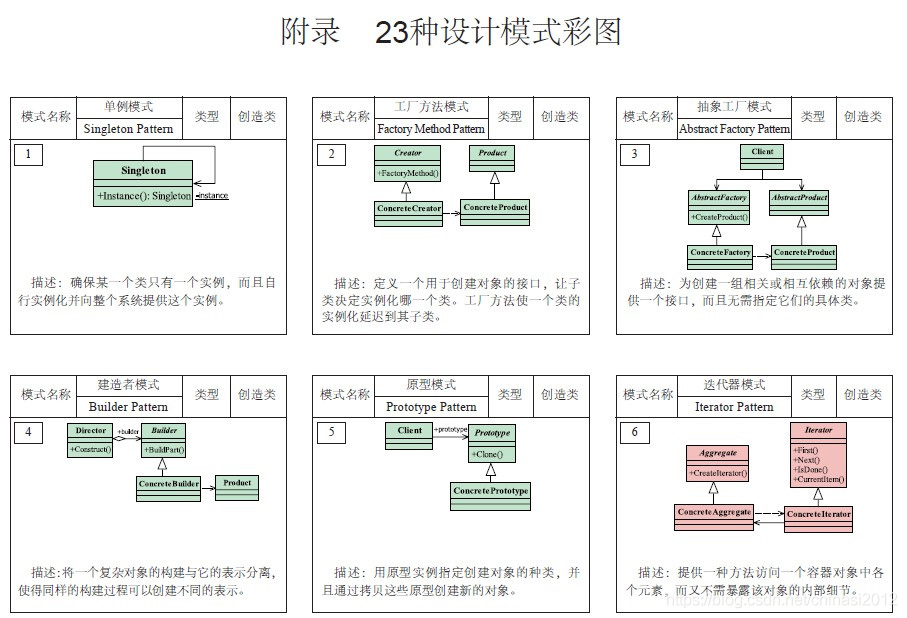 附录 23种设计模式彩图
模式名称
单例模式
Singleton Pattern
类型
创造类
1
Singleton
+Instance(): Singleton
-instance
描述：确保某一个类只有一个实例，而且自
行实例化并向整个系统提供这个实例。
模式名称
工厂方法模式
Factory Method Pattern
类型
创造类
2
Creator
+FactoryMethod()
Product
ConcreteCreator
ConcreteProduct
描述：定义一个用于创建对象的接口，让子
类决定实例化哪一个类。工厂方法使一个类的
实例化延迟到其子类。
模式名称
抽象工厂模式
Abstract Factory Pattern
类型
创造类
3
Client
AbstractFactory
+CreateProduct()
AbstractProduct
ConcreteFactory
ConcreteProduct
描述：为创建一组相关或相互依赖的对象提
供一个接口，而且无需指定它们的具体类。
模式名称
建造者模式
Builder Pattern
类型
创造类
4
Director
+Construct()
+builder
Builder
+BuildPart()
ConcreteBuilder
Product
描述:将一个复杂对象的构建与它的表示分离，
使得同样的构建过程可以创建不同的表示。
模式名称
原型模式
Prototype Pattern
类型
创造类
5
Client
+prototype
Prototype
+Clone()
ConcretePrototype
描述：用原型实例指定创建对象的种类，并
且通过拷贝这些原型创建新的对象。
模式名称
迭代器模式
Iterator Pattern
类型
创造类
6
Aggregate
+CreateIterator()
Iterator
+First()
+Next()
+IsDone()
+CurrentItem()
ConcreteAggregate
ConcreteIterator
描述：提供一种方法访问一个容器对象中各
个元素，而又不需暴露该对象的内部细节。
https://blog.csdn.net/chinasi2012